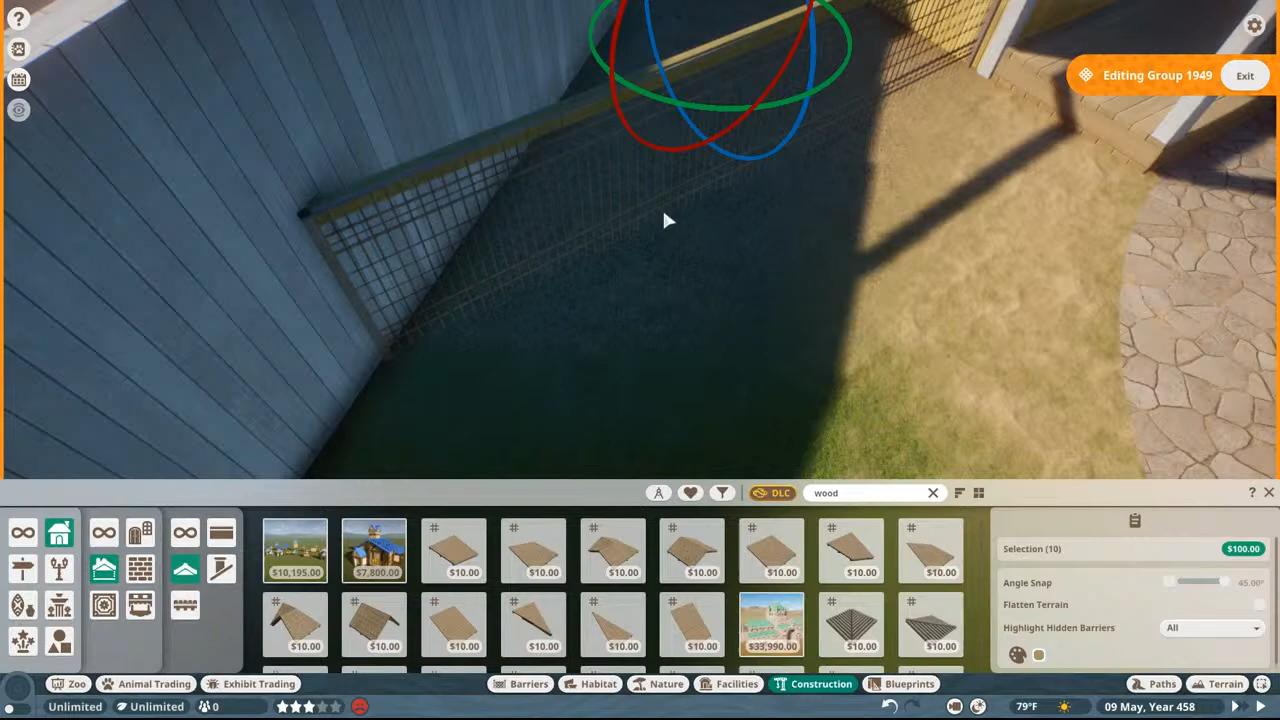 ?
Editing Group 1949
Exit
DLC
wood
?
$10,195.00
$7,800.00
$10.00
$10.00
$10.00
$10.00
$10.00
$10.00
$10.00
$10.00
$10.00
$10.00
$10.00
$10.00
$10.00
$33,990.00
$10.00
$10.00
Selection (10)
$100.00
Angle Snap
45.00°
Flatten Terrain
Highlight Hidden Barriers
All
Zoo
Animal Trading
Exhibit Trading
Barriers
Habitat
Nature
Facilities
Construction
Blueprints
Paths
Terrain
Unlimited
Unlimited
0
79°F
09 May, Year 458